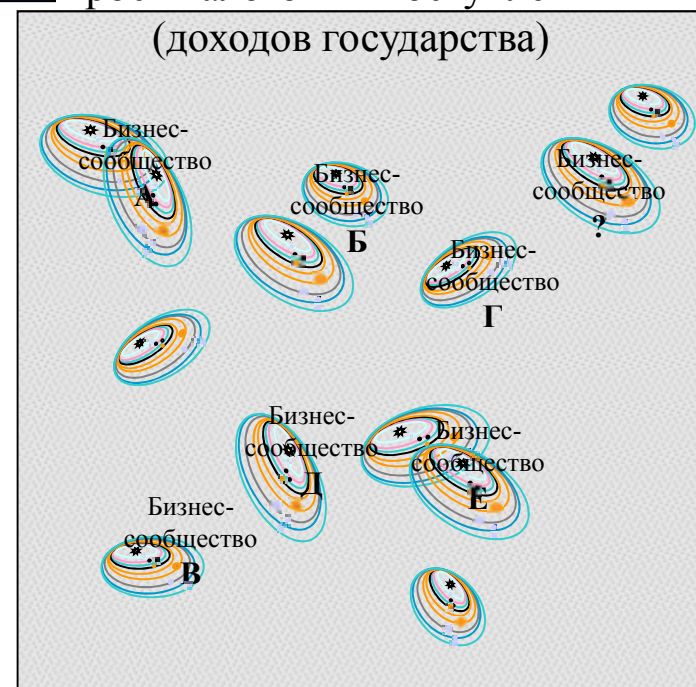 (доходов государства)
Бизнес-
сообщество
А
Бизнес-
сообщество
Б
Бизнес-
сообщество
?
Бизнес-
сообщество
Г
Бизнес-
сообщество
Д
Бизнес-
сообщество
Е
Бизнес-
сообщество
В